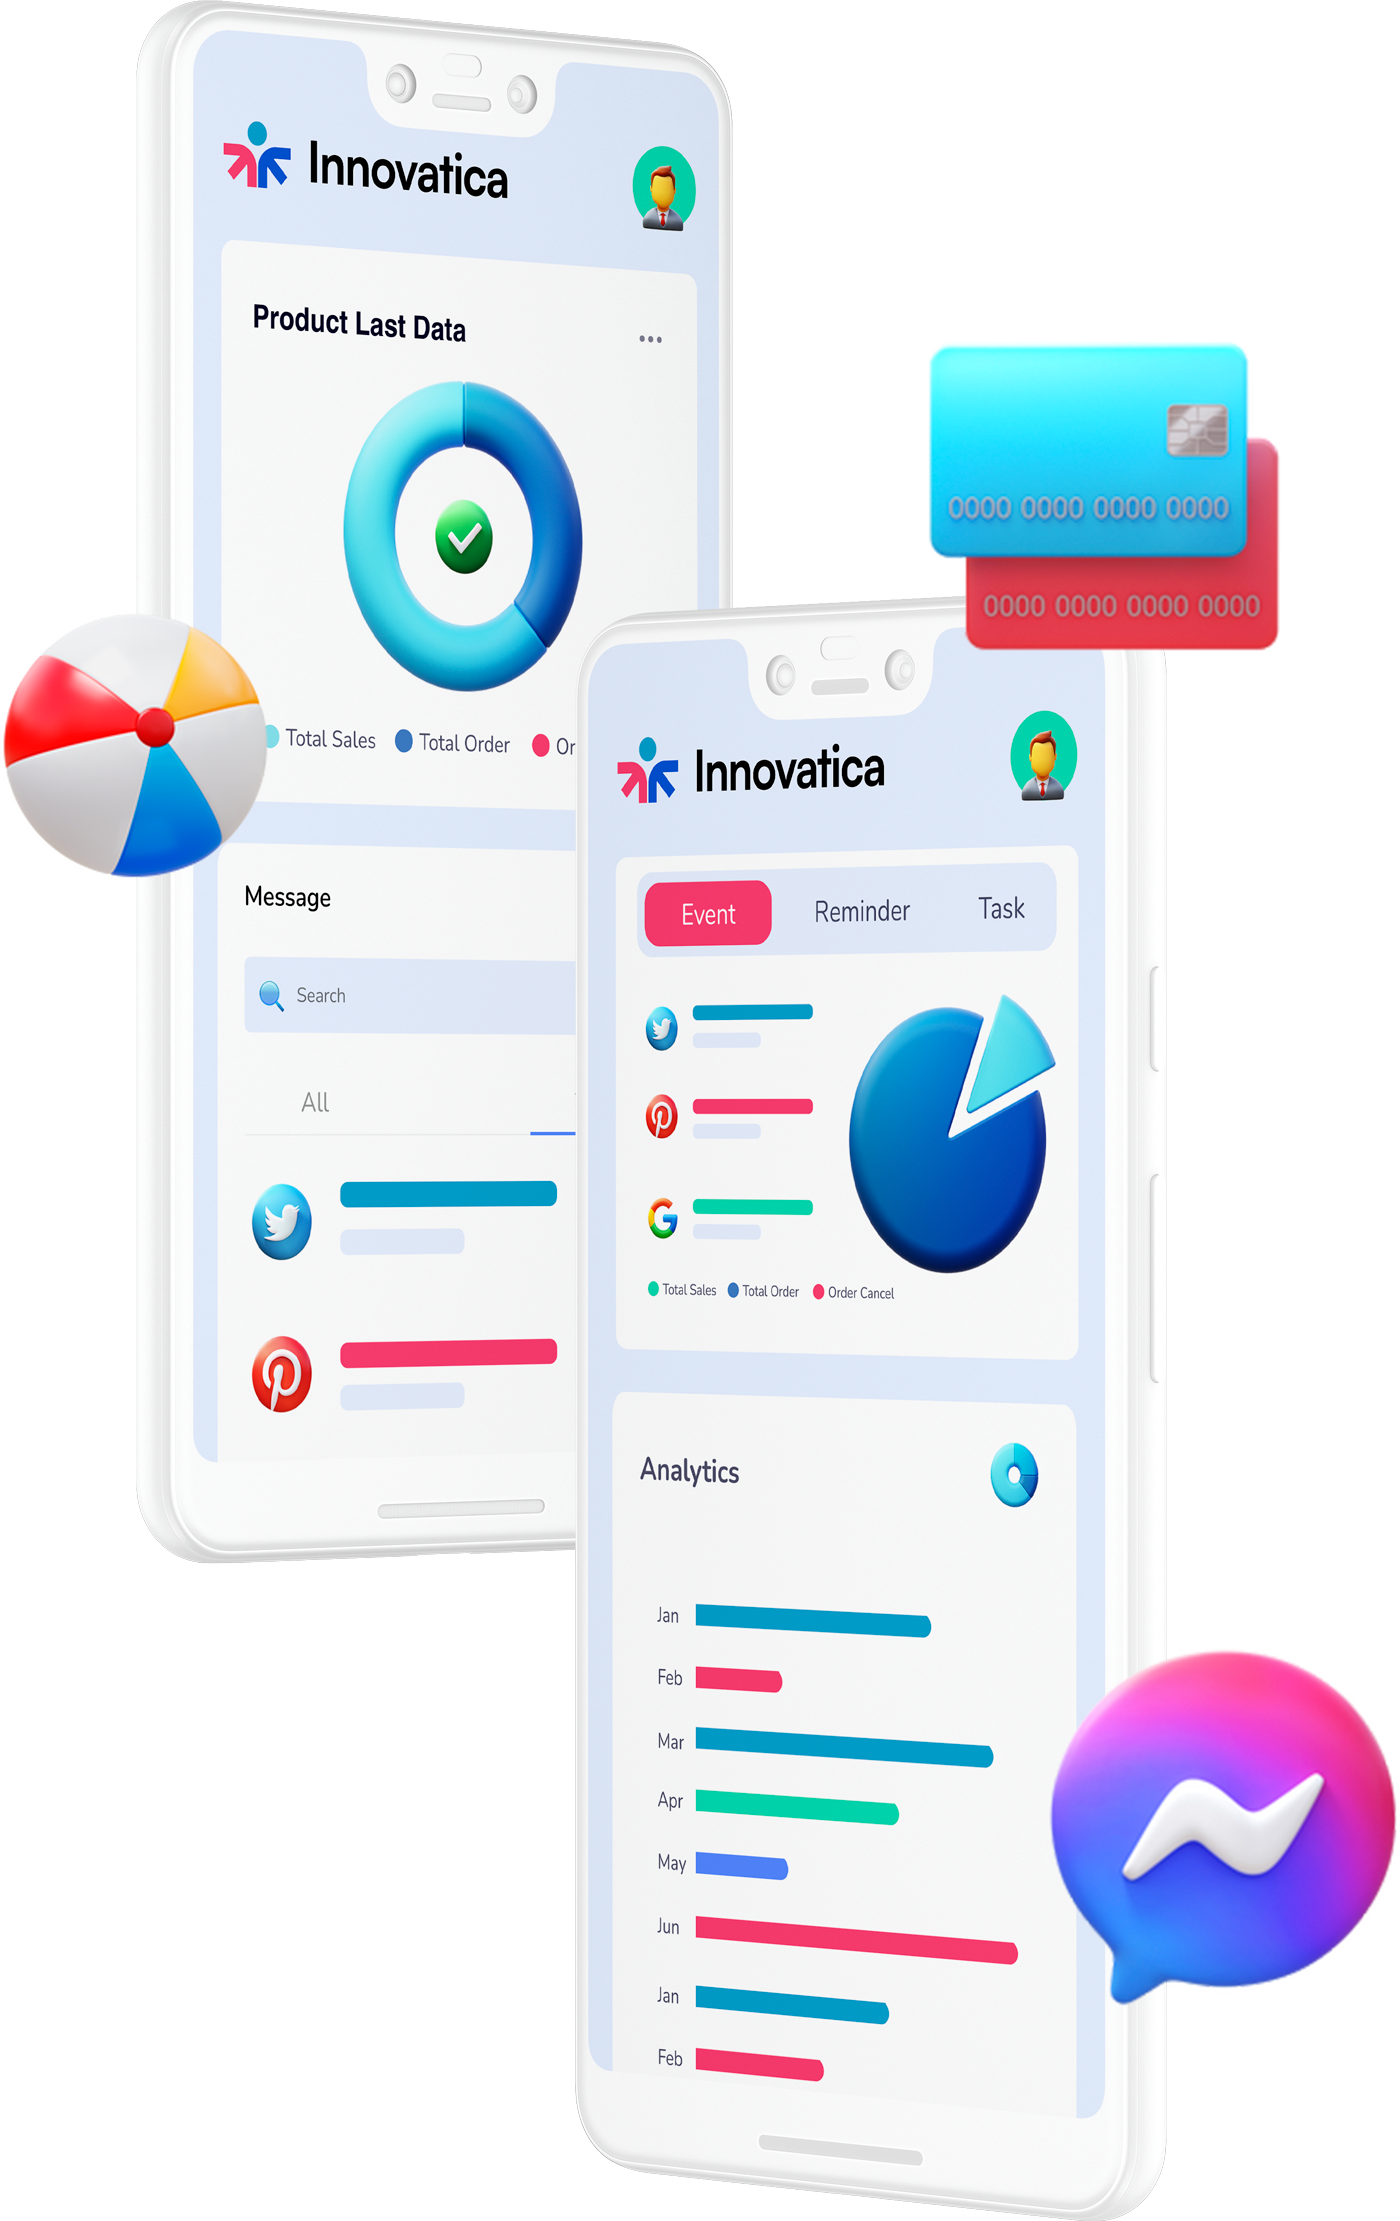 Innovatica
Product Last Data
Total Sales
Total Order
Or
Message
Search
All
0000 0000 0000 0000
0000 0000 0000 0000
Innovatica
Event
Reminder
Task
Total Sales
Total Order
Order Cancel
Analytics
Jan
Feb
Mar
Apr
May
Jun
Jan
Feb